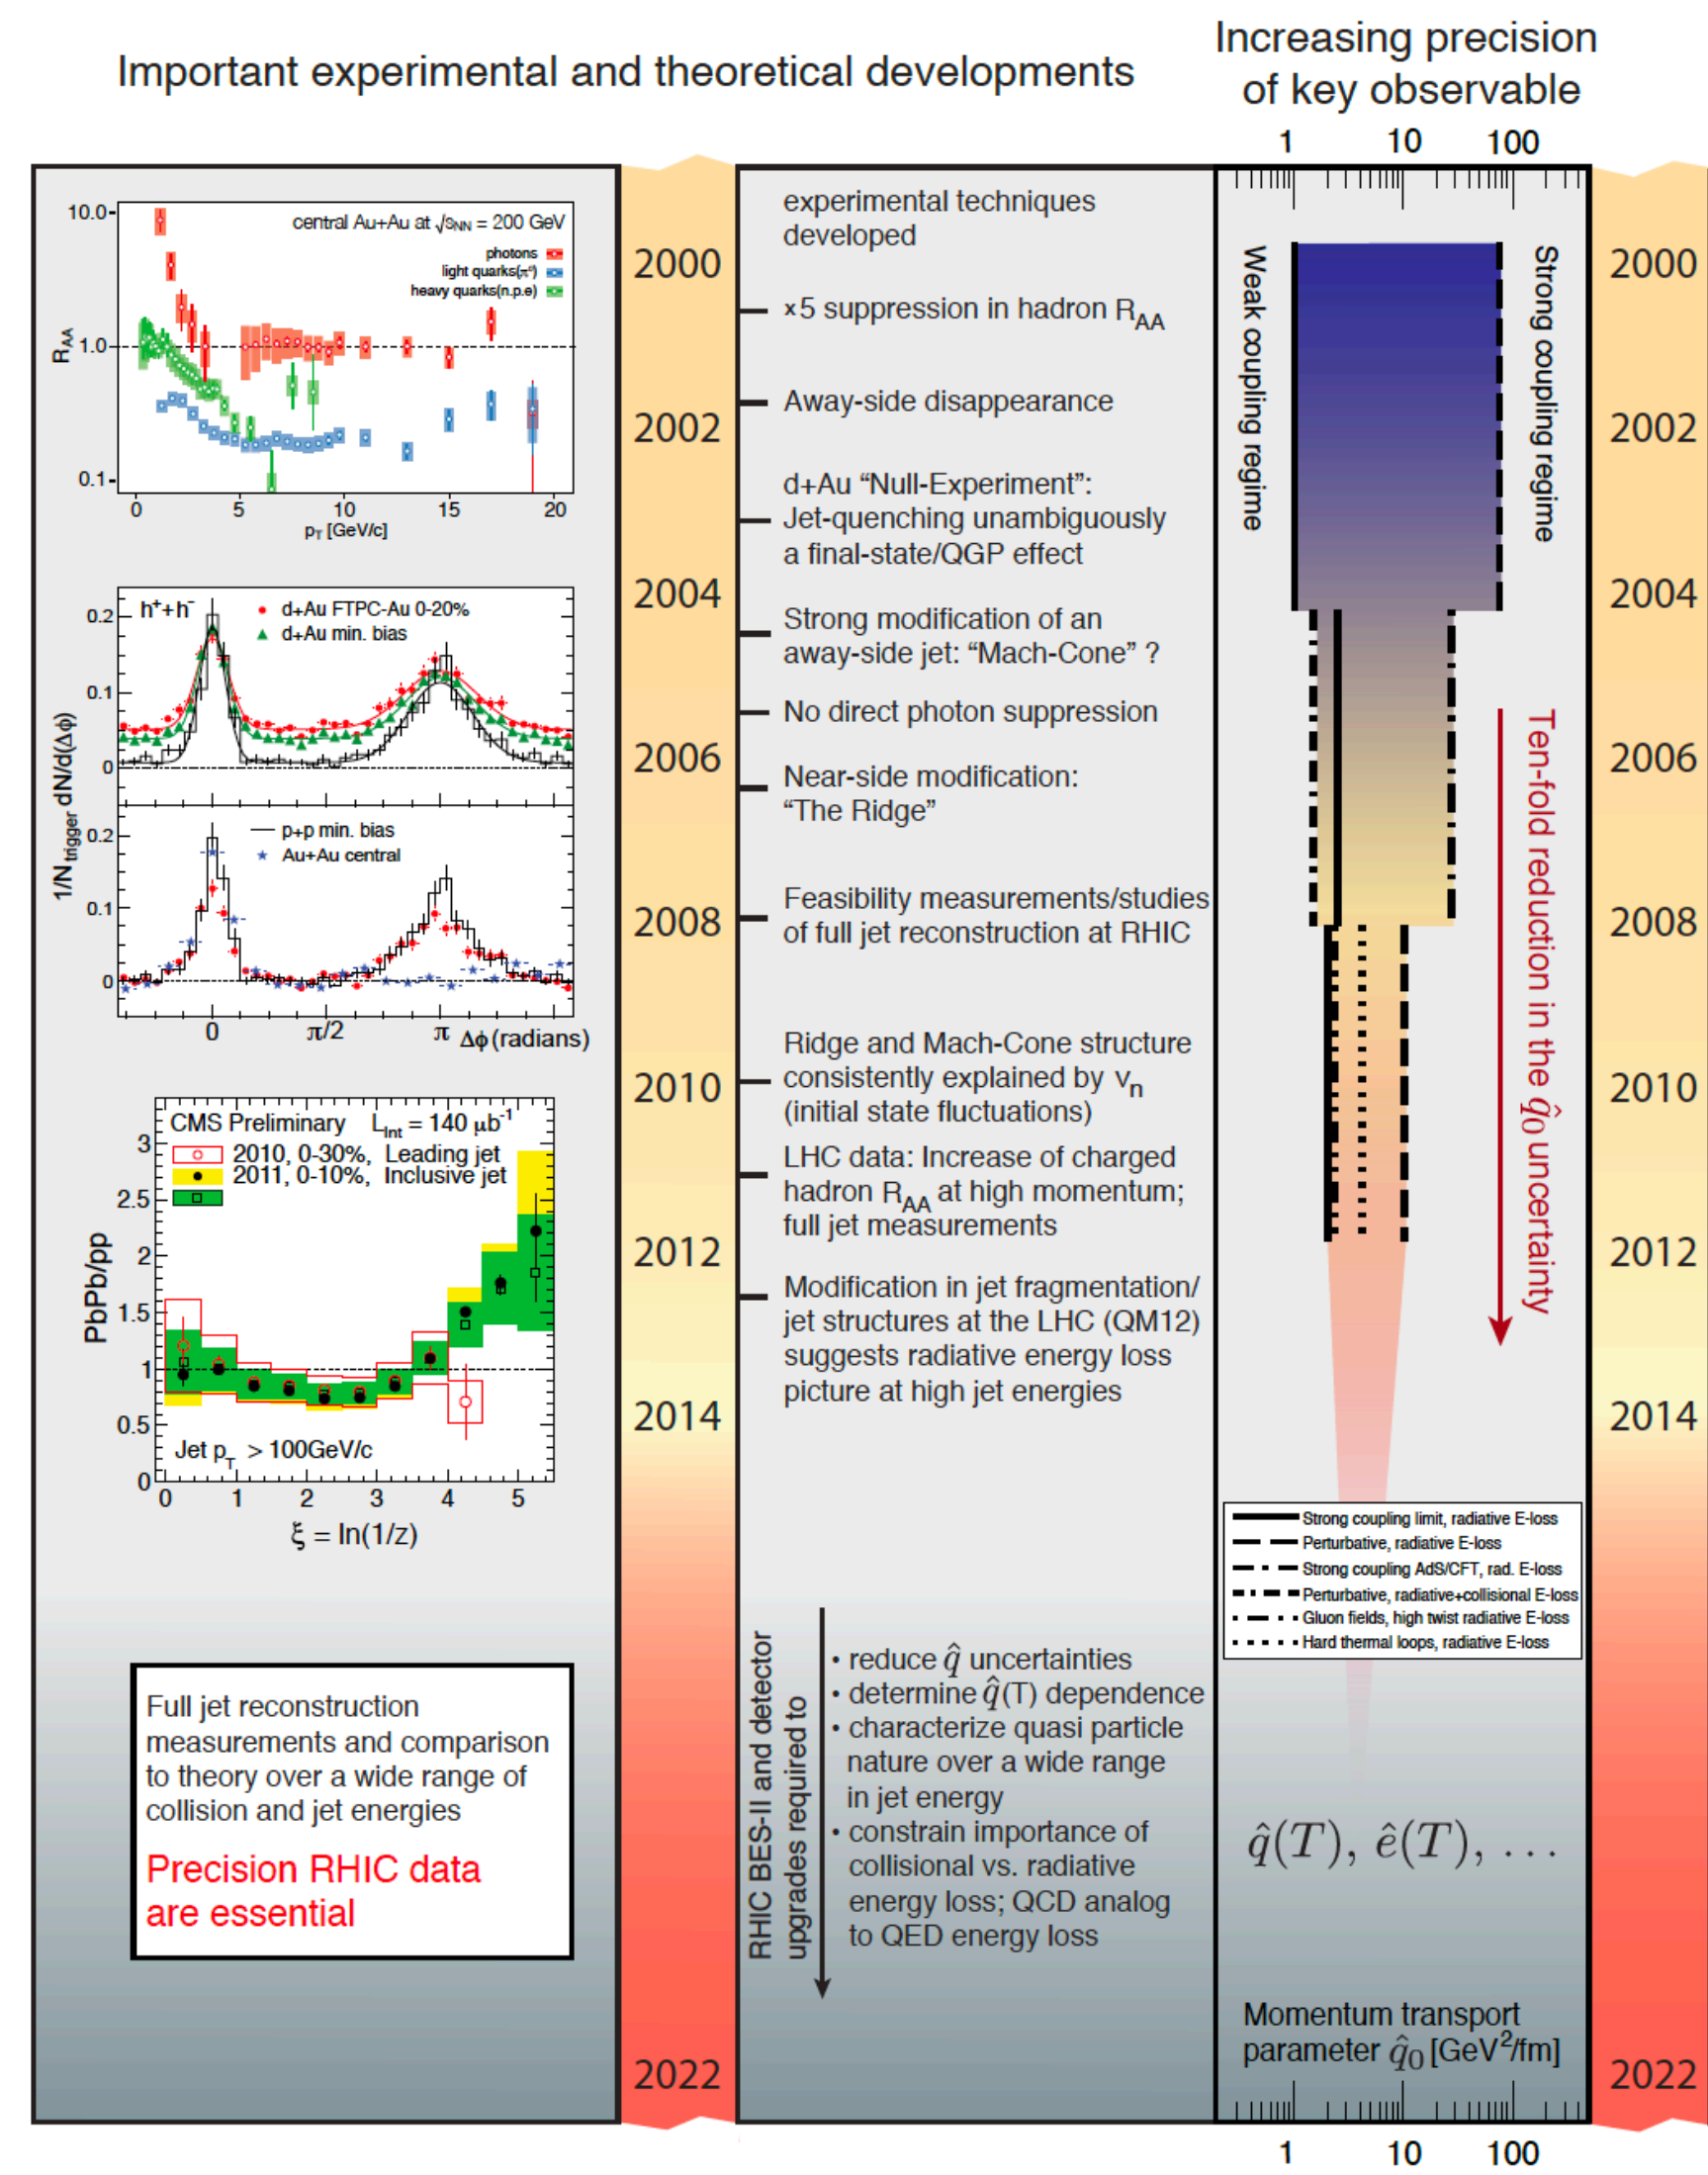 Important experimental and theoretical developments
Increasing precision
of key observable
1 10 100
10.0
1.0
0.1
R_AA
central Au+Au at √s_NN = 200 GeV
photons
light quarks(π⁰)
heavy quarks(n.p.e)
0 5 10 15 20
p_T [GeV/c]
1/N_trigger dN/d(Δϕ)
h⁺+h⁻
d+Au FTPC-Au 0-20%
d+Au min. bias
0.2
0.1
0
p+p min. bias
Au+Au central
0.2
0.1
0
0 π/2 π Δϕ (radians)
PbPb/pp
CMS Preliminary L_Int = 140 μb⁻¹
2010, 0-30%, Leading jet
2011, 0-10%, Inclusive jet
3
2.5
2
1.5
1
0.5
0
Jet p_T > 100GeV/c
0 1 2 3 4 5
ξ = ln(1/z)
Full jet reconstruction
measurements and comparison
to theory over a wide range of
collision and jet energies
Precision RHIC data
are essential
2000
2002
2004
2006
2008
2010
2012
2014
2022
experimental techniques
developed
×5 suppression in hadron R_AA
Away-side disappearance
d+Au “Null-Experiment”:
Jet-quenching unambiguously
a final-state/QGP effect
Strong modification of an
away-side jet: “Mach-Cone” ?
No direct photon suppression
Near-side modification:
“The Ridge”
Feasibility measurements/studies
of full jet reconstruction at RHIC
Ridge and Mach-Cone structure
consistently explained by v_n
(initial state fluctuations)
LHC data: Increase of charged
hadron R_AA at high momentum;
full jet measurements
Modification in jet fragmentation/
jet structures at the LHC (QM12)
suggests radiative energy loss
picture at high jet energies
RHIC BES-II and detector
upgrades required to
• reduce q̂ uncertainties
• determine q̂(T) dependence
• characterize quasi particle
nature over a wide range
in jet energy
• constrain importance of
collisional vs. radiative
energy loss; QCD analog
to QED energy loss
Weak coupling regime
Strong coupling regime
Ten-fold reduction in the q̂₀ uncertainty
Strong coupling limit, radiative E-loss
Perturbative, radiative E-loss
Strong coupling AdS/CFT, rad. E-loss
Perturbative, radiative+collisional E-loss
Gluon fields, high twist radiative E-loss
Hard thermal loops, radiative E-loss
q̂(T), ê(T), ...
Momentum transport
parameter q̂₀ [GeV²/fm]
1 10 100
2000
2002
2004
2006
2008
2010
2012
2014
2022